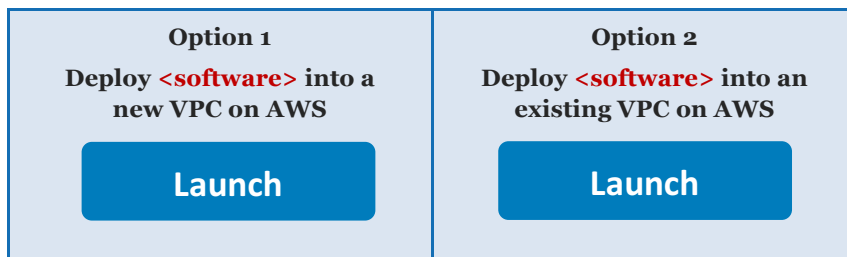 Option 1
Deploy <software> into a
new VPC on AWS
Launch
Option 2
Deploy <software> into an
existing VPC on AWS
Launch